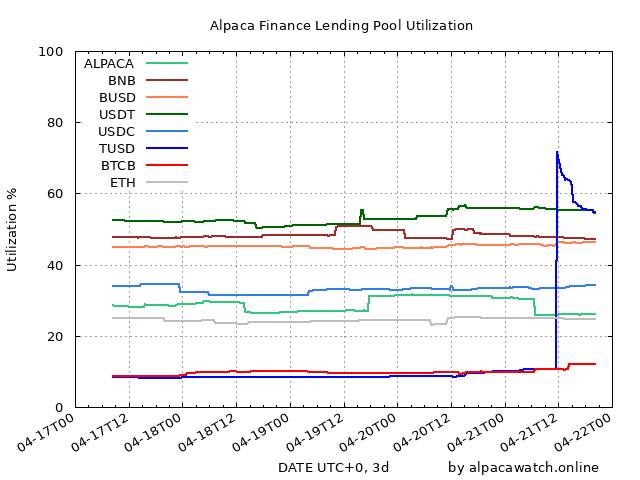 Alpaca Finance Lending Pool Utilization
100
80
60
40
20
0
Utilization %
ALPACA
BNB
BUSD
USDT
USDC
TUSD
BTCB
ETH
04-17T00
04-17T12
04-18T00
04-18T12
04-19T00
04-19T12
04-20T00
04-20T12
04-21T00
04-21T12
04-22T00
DATE UTC+0, 3d
by alpacawatch.online